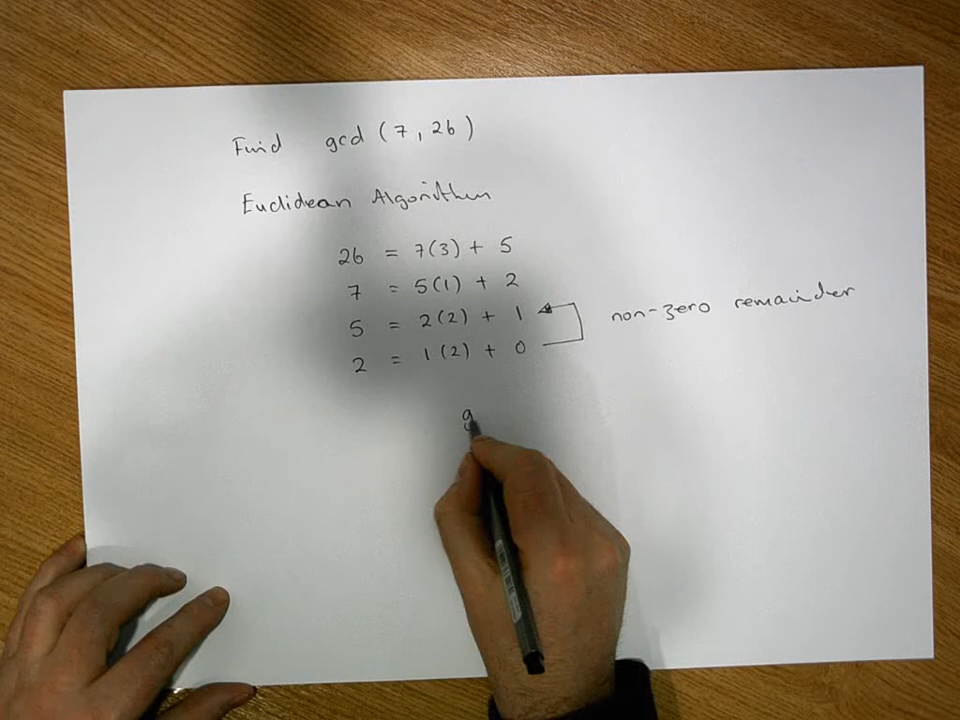 Find gcd (7, 26)
Euclidean Algorithm
26 = 7(3) + 5
7 = 5(1) + 2
5 = 2(2) + 1 non-zero remainder
2 = 1(2) + 0
g